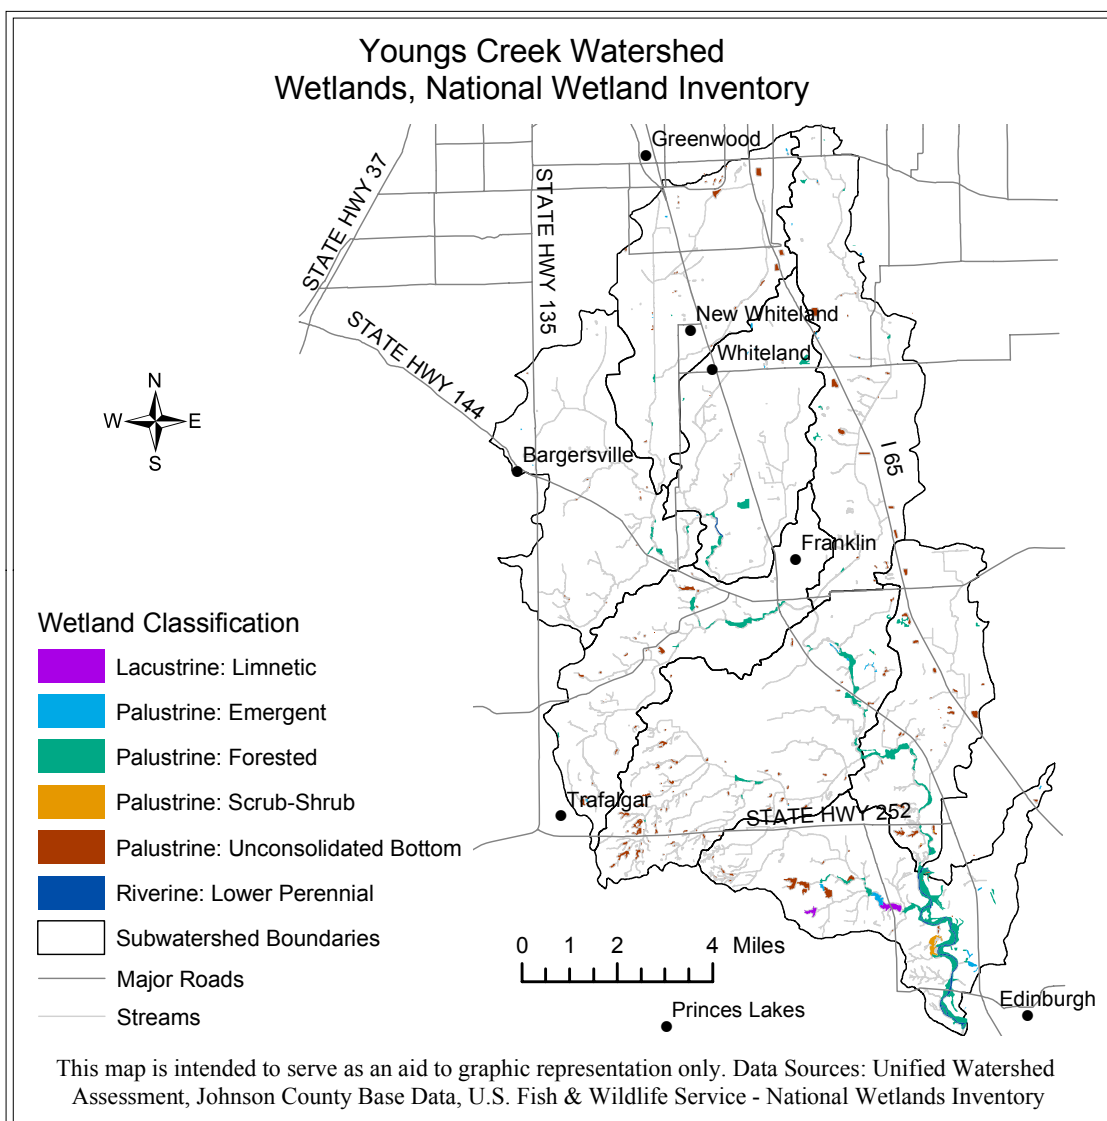 Youngs Creek Watershed
Wetlands, National Wetland Inventory
Greenwood
STATE HWY 37
STATE HWY 135
STATE HWY 144
New Whiteland
Whiteland
N
W E
S
Bargersville
I 65
Franklin
Wetland Classification
Lacustrine: Limnetic
Palustrine: Emergent
Palustrine: Forested
Palustrine: Scrub-Shrub
Palustrine: Unconsolidated Bottom
Riverine: Lower Perennial
Subwatershed Boundaries
Major Roads
Streams
Trafalgar
STATE HWY 252
0 1 2 4 Miles
Princes Lakes
Edinburgh
This map is intended to serve as an aid to graphic representation only. Data Sources: Unified Watershed
Assessment, Johnson County Base Data, U.S. Fish & Wildlife Service - National Wetlands Inventory